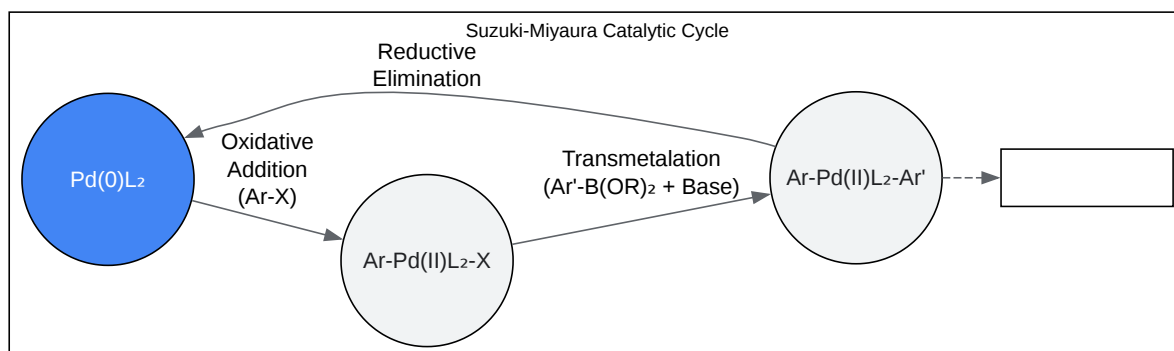 Suzuki-Miyaura Catalytic Cycle
Reductive
Elimination
Oxidative
Addition
(Ar-X)
Transmetalation
(Ar'-B(OR)₂ + Base)
Pd(0)L₂
Ar-Pd(II)L₂-Ar'
Ar-Pd(II)L₂-X